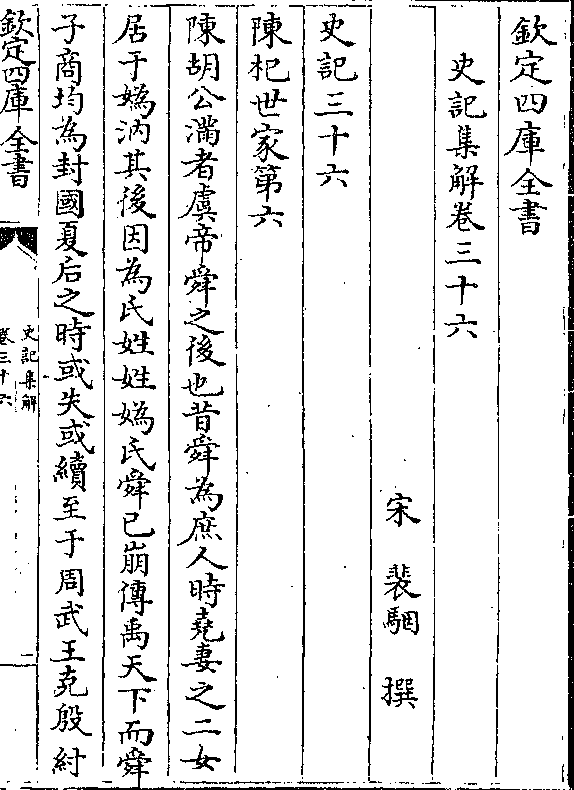 欽定四庫全書
史記集解卷三十六
宋 裴駰 撰
史記三十六
陳杞世家第六
陳胡公滿者虞帝舜之後也昔舜為庶人時堯妻之二女
居于媯汭其後因為氏姓姓媯氏舜已崩傳禹天下而舜
子商均為封國夏后之時或失或續至于周武王克殷紂
欽定四庫全書
史記集解
卷三十六
一